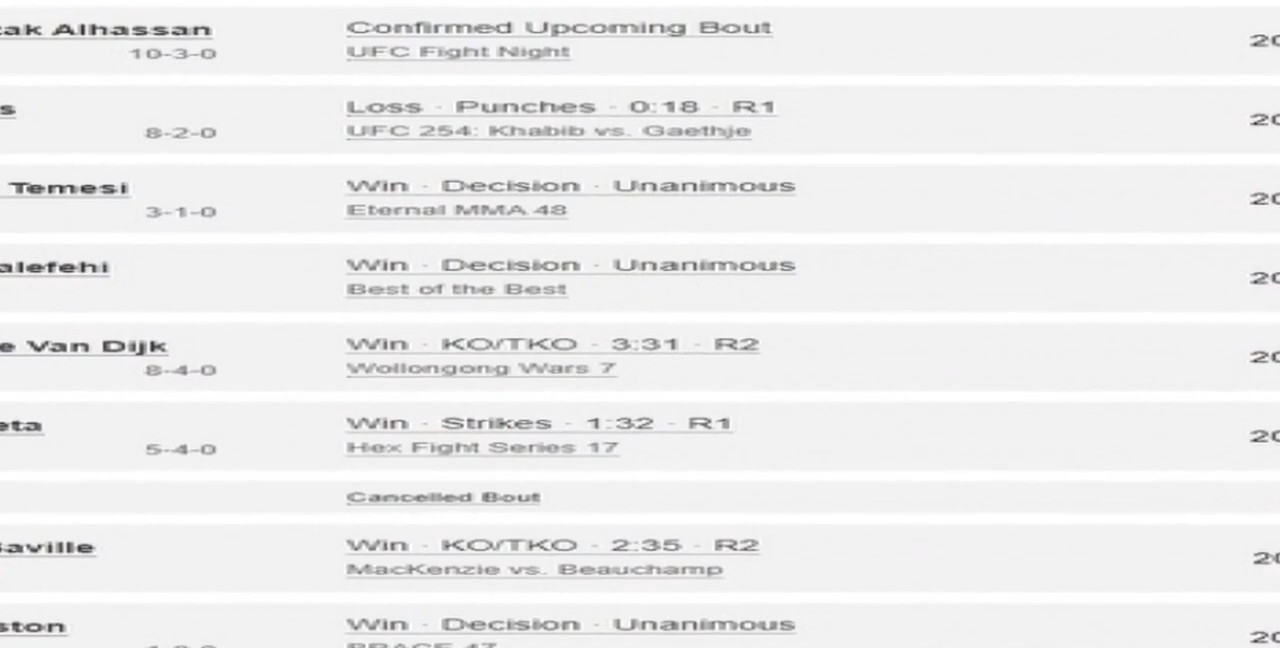 Alhassan Confirmed Upcoming Bout
10-3-0 UFC Fight Night
Loss · Punches · 0:18 · R1
8-2-0 UFC 254: Khabib vs. Gaethje
Temesi Win · Decision · Unanimous
3-1-0 Eternal MMA 48
Win · Decision · Unanimous
Best of the Best
Van Dijk Win · KO/TKO · 3:31 · R2
8-4-0 Wollongong Wars 7
Win · Strikes · 1:32 · R1
5-4-0 Hex Fight Series 17
Cancelled Bout
Saville Win · KO/TKO · 2:35 · R2
MacKenzie vs. Beauchamp
Win · Decision · Unanimous